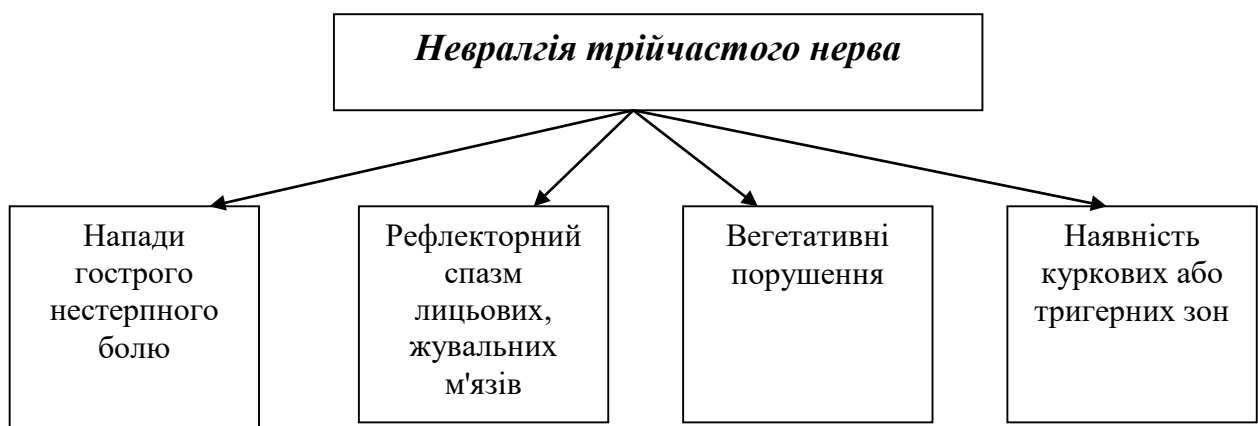 Невралгія трійчастого нерва
Напади
гострого
нестерпного
болю
Рефлекторний
спазм
лицьових,
жувальних
м'язів
Вегетативні
порушення
Наявність
куркових або
тригерних зон